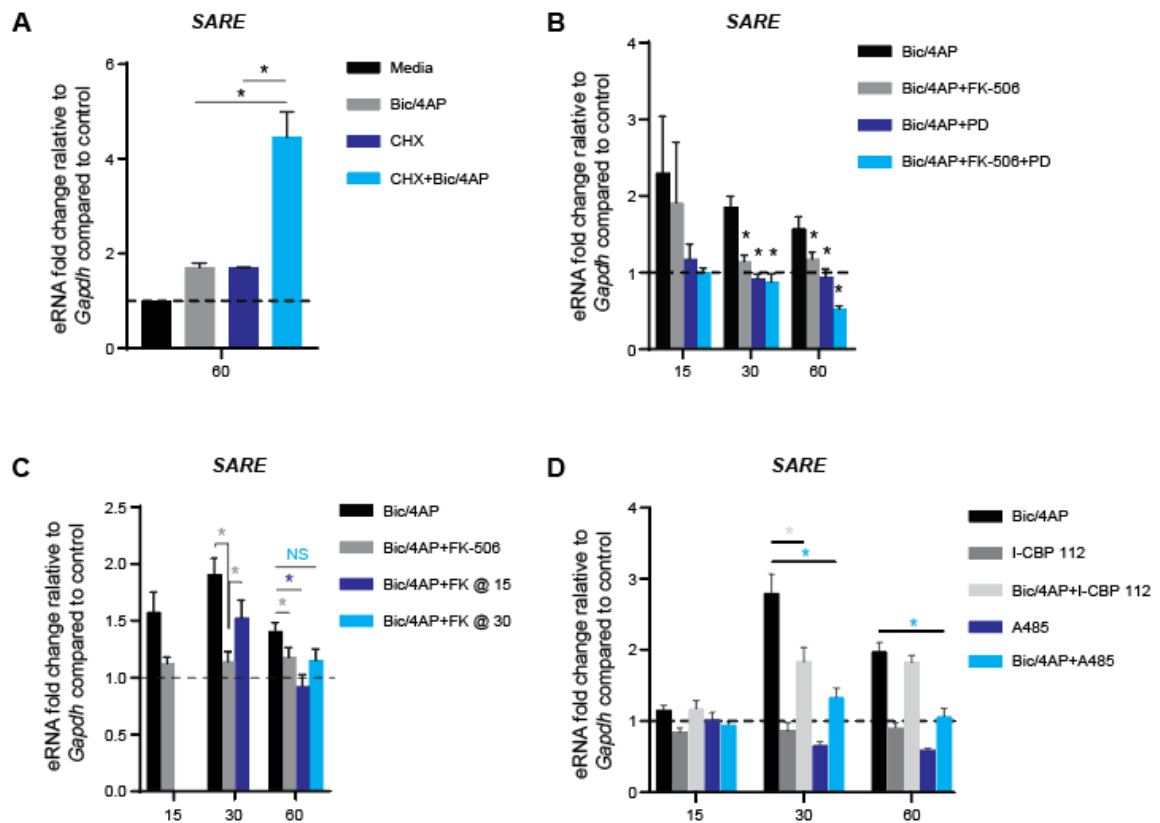 A
SARE
eRNA fold change ralative to
Gapdh compared to control
6
4
2
0
60
Media
Bic/4AP
CHX
CHX+Bic/4AP
*
*
B
SARE
eRNA fold change ralative to
Gapdh compared to control
4
3
2
1
0
15
30
60
* * *
* * *
Bic/4AP
Bic/4AP+FK-506
Bic/4AP+PD
Bic/4AP+FK-506+PD
C
SARE
eRNA fold change ralative to
Gapdh compared to control
2.5
2.0
1.5
1.0
0.5
0.0
15
30
60
*
*
NS
*
*
Bic/4AP
Bic/4AP+FK-506
Bic/4AP+FK @ 15
Bic/4AP+FK @ 30
D
SARE
eRNA fold change ralative to
Gapdh compared to control
4
3
2
1
0
15
30
60
*
*
*
Bic/4AP
I-CBP 112
Bic/4AP+I-CBP 112
A485
Bic/4AP+A485